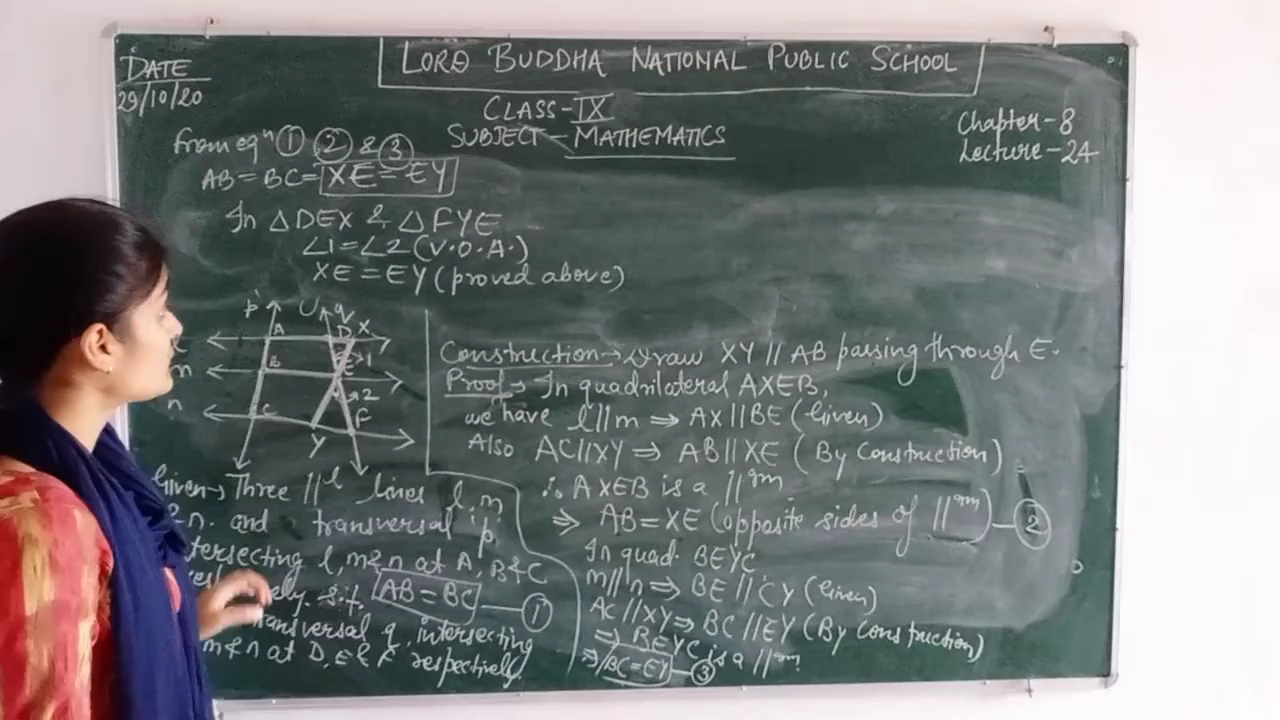 DATE
29/10/20
LORD BUDDHA NATIONAL PUBLIC SCHOOL
CLASS-IX
SUBJECT- MATHEMATICS
Chapter-8
Lecture-24
From eqⁿ ① ② & ③
AB = BC = XE = EY
In △DEX & △FYE
∠1 = ∠2 (V.O.A.)
XE = EY (proved above)
p q
A D X
B E 1
m
2
n C F
Y
Given→ Three ||ˡ lines l, m
& n. and transversal p
intersecting l, m & n at A, B & C
s.t. AB = BC —①
transversal q intersecting
m & n at D, E & F respectively.
Construction→ Draw XY || AB passing through E.
Proof→ In quadrilateral AXEB,
we have l||m ⇒ AX||BE (Given)
Also AC||XY ⇒ AB||XE (By Construction)
∴ AXEB is a ||gm
⇒ AB = XE (opposite sides of ||gm) —②
In quad. BEYC
m||n ⇒ BE || CY (Given)
AC||XY ⇒ BC||EY (By Construction)
⇒ BEYC is a ||gm
⇒ BC = EY —③